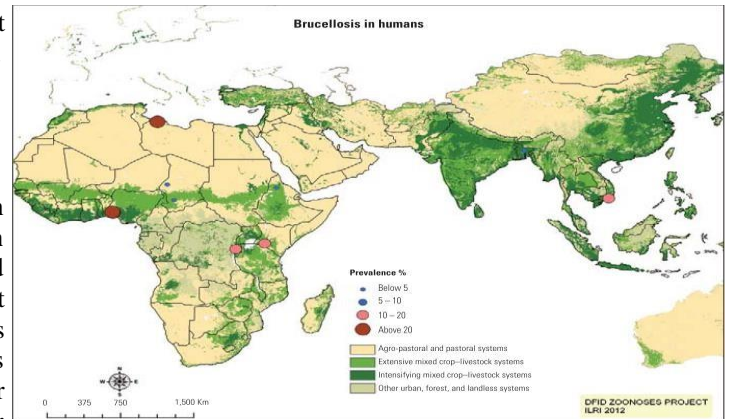 Brucellosis in humans
Prevalence %
Below 5
5 – 10
10 – 20
Above 20
Agro-pastoral and pastoral systems
Extensive mixed crop–livestock systems
Intensifying mixed crop–livestock systems
Other urban, forest, and landless systems
N
W E
S
0 375 750 1,500 Km
DFID ZOONOSES PROJECT
ILRI 2012